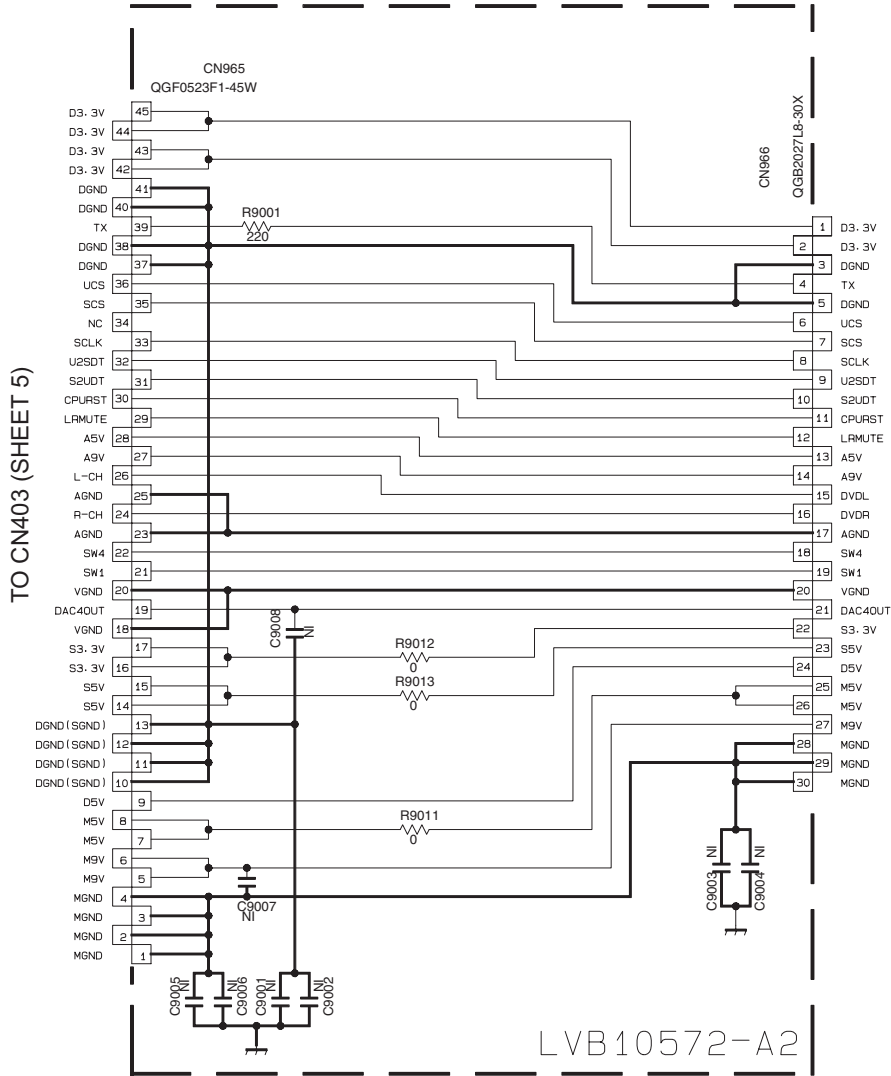 CN965
QGF0523F1-45W
CN966
QGB2027L8-30X
TO CN403 (SHEET 5)
D3.3V 45
D3.3V 44
D3.3V 43
D3.3V 42
DGND 41
DGND 40
TX 39
DGND 38
DGND 37
UCS 36
SCS 35
NC 34
SCLK 33
U2SDT 32
S2UDT 31
CPURST 30
LRMUTE 29
A5V 28
A9V 27
L-CH 26
AGND 25
R-CH 24
AGND 23
SW4 22
SW1 21
VGND 20
DAC4OUT 19
VGND 18
S3.3V 17
S3.3V 16
S5V 15
S5V 14
DGND(SGND) 13
DGND(SGND) 12
DGND(SGND) 11
DGND(SGND) 10
D5V 9
M5V 8
M5V 7
M9V 6
M9V 5
MGND 4
MGND 3
MGND 2
MGND 1
R9001
220
C9008
NI
R9012
0
R9013
0
R9011
0
C9007
NI
C9005
NI
C9006
NI
C9001
NI
C9002
NI
C9003
NI
C9004
NI
1 D3.3V
2 D3.3V
3 DGND
4 TX
5 DGND
6 UCS
7 SCS
8 SCLK
9 U2SDT
10 S2UDT
11 CPURST
12 LRMUTE
13 A5V
14 A9V
15 DVDL
16 DVDR
17 AGND
18 SW4
19 SW1
20 VGND
21 DAC4OUT
22 S3.3V
23 S5V
24 D5V
25 M5V
26 M5V
27 M9V
28 MGND
29 MGND
30 MGND
LVB10572-A2